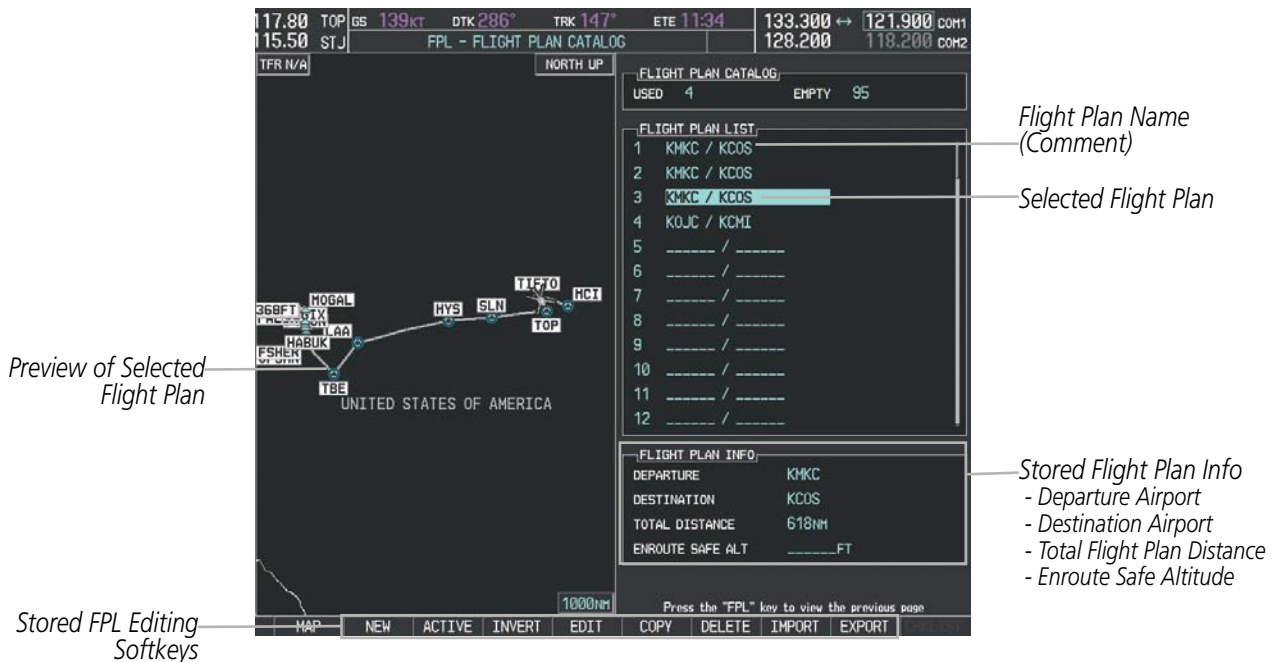 117.80 TOP GS 139KT DTK 286° TRK 147° ETE 11:34 133.300 ↔ 121.900 COM1
115.50 STJ FPL – FLIGHT PLAN CATALOG 128.200 118.200 COM2
TFR N/A NORTH UP
FLIGHT PLAN CATALOG
USED 4 EMPTY 95
FLIGHT PLAN LIST
1 KMKC / KCOS
2 KMKC / KCOS
3 KMKC / KCOS
4 KOJC / KCMI
5 ______ / ______
6 ______ / ______
7 ______ / ______
8 ______ / ______
9 ______ / ______
10 ______ / ______
11 ______ / ______
12 ______ / ______
Flight Plan Name
(Comment)
Selected Flight Plan
TIFTO
MCI
MOGAL
368FT
HYS
SLN
TOP
LAA
HABUK
FSHER
TBE
UNITED STATES OF AMERICA
Preview of Selected
Flight Plan
FLIGHT PLAN INFO
DEPARTURE KMKC
DESTINATION KCOS
TOTAL DISTANCE 618NM
ENROUTE SAFE ALT ______FT
Stored Flight Plan Info
- Departure Airport
- Destination Airport
- Total Flight Plan Distance
- Enroute Safe Altitude
1000NM
Press the "FPL" key to view the previous page
MAP NEW ACTIVE INVERT EDIT COPY DELETE IMPORT EXPORT
Stored FPL Editing
Softkeys